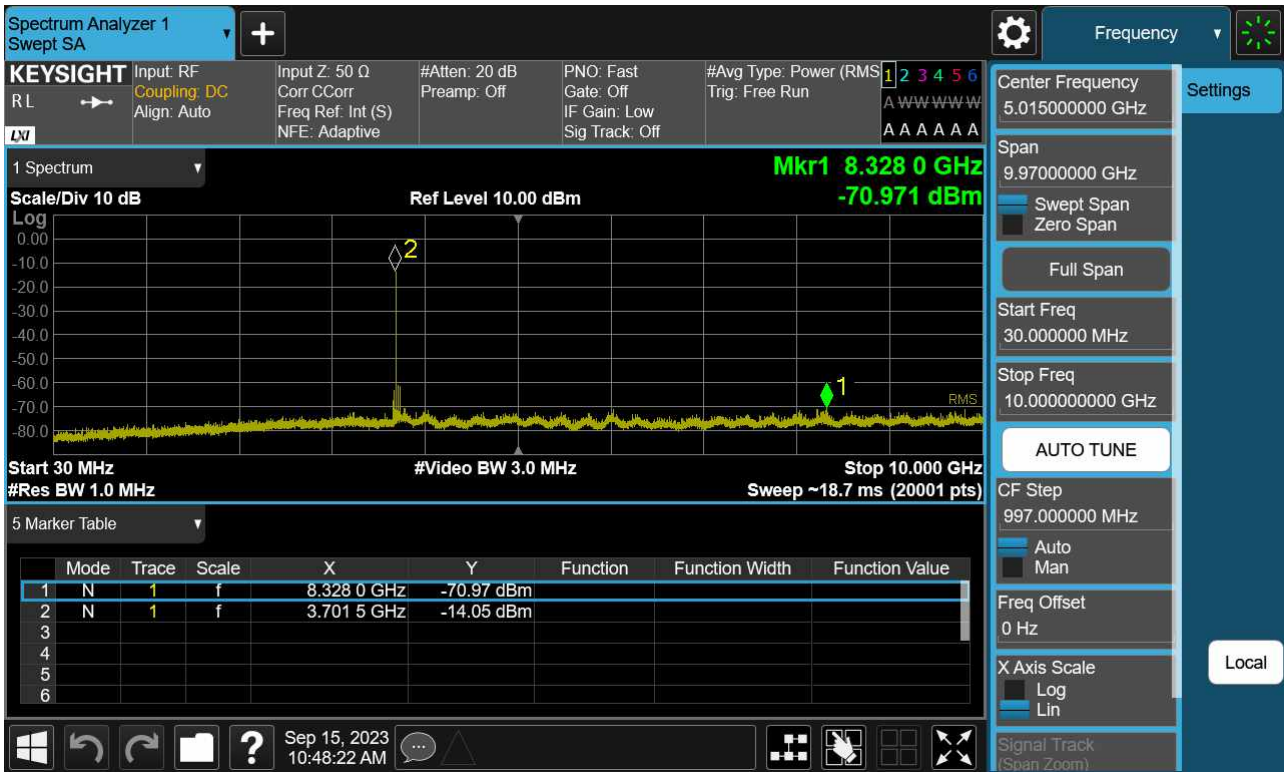 Spectrum Analyzer 1
Swept SA
+
Frequency
KEYSIGHT
RL
LXI
Input: RF
Coupling: DC
Align: Auto
Input Z: 50 Ω
Corr CCorr
Freq Ref: Int (S)
NFE: Adaptive
#Atten: 20 dB
Preamp: Off
PNO: Fast
Gate: Off
IF Gain: Low
Sig Track: Off
#Avg Type: Power (RMS
Trig: Free Run
1 2 3 4 5 6
A W W W W W
A A A A A A
1 Spectrum
Mkr1 8.328 0 GHz
Scale/Div 10 dB
Ref Level 10.00 dBm
-70.971 dBm
Log
0.00
-10.0
-20.0
-30.0
-40.0
-50.0
-60.0
-70.0
-80.0
2
1
RMS
Start 30 MHz
#Video BW 3.0 MHz
Stop 10.000 GHz
#Res BW 1.0 MHz
Sweep ~18.7 ms (20001 pts)
5 Marker Table
Mode Trace Scale X Y Function Function Width Function Value
1 N 1 f 8.328 0 GHz -70.97 dBm
2 N 1 f 3.701 5 GHz -14.05 dBm
3
4
5
6
?
Sep 15, 2023
10:48:22 AM
Center Frequency
5.015000000 GHz
Span
9.97000000 GHz
Swept Span
Zero Span
Full Span
Start Freq
30.000000 MHz
Stop Freq
10.000000000 GHz
AUTO TUNE
CF Step
997.000000 MHz
Auto
Man
Freq Offset
0 Hz
X Axis Scale
Log
Lin
Signal Track
(Span Zoom)
Settings
Local